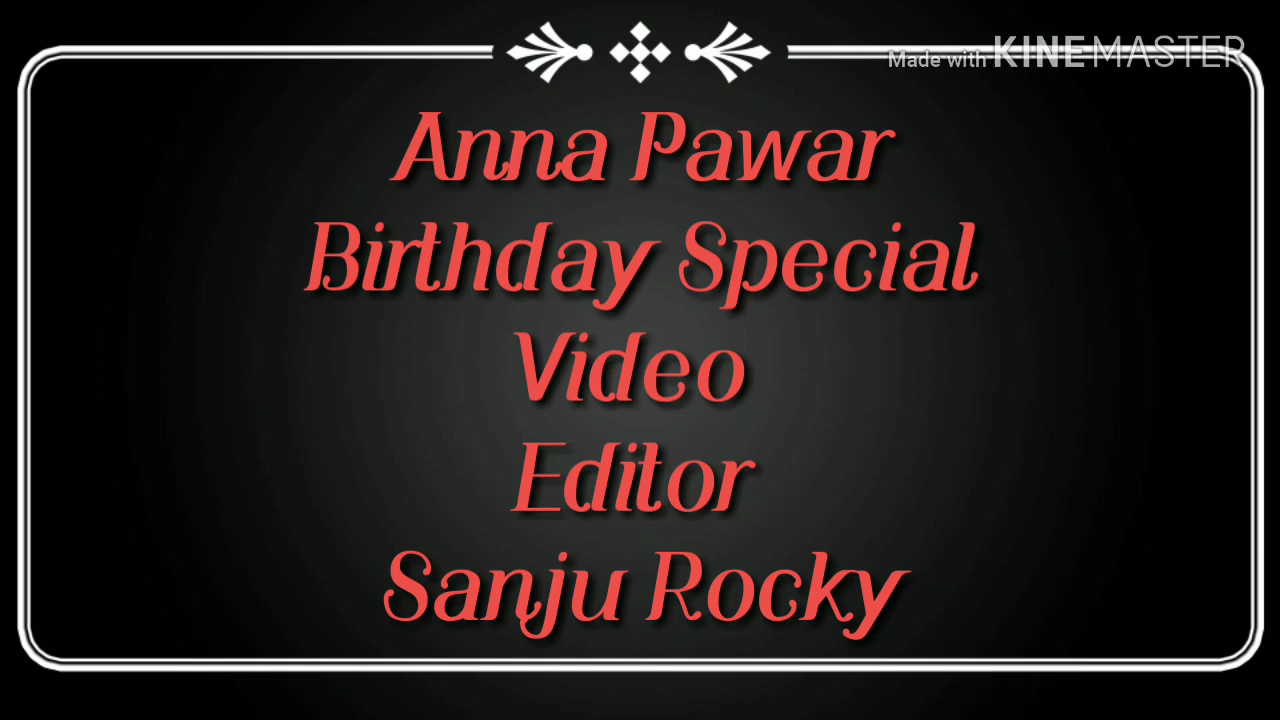 Made with KINEMASTER
Anna Pawar
Birthday Special
Video
Editor
Sanju Rocky